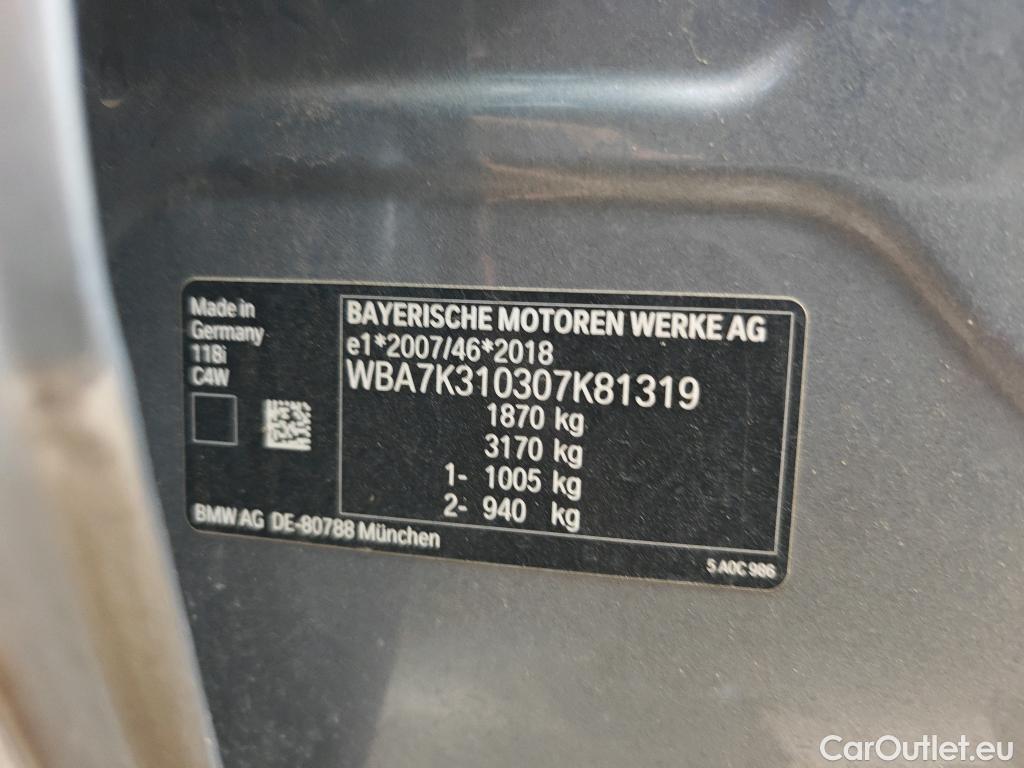 Made in
Germany
118i
C4W
BAYERISCHE MOTOREN WERKE AG
e1*2007/46*2018
WBA7K310307K81319
1870 kg
3170 kg
1- 1005 kg
2- 940 kg
BMW AG DE-80788 München
5 A0C 986
CarOutlet.eu